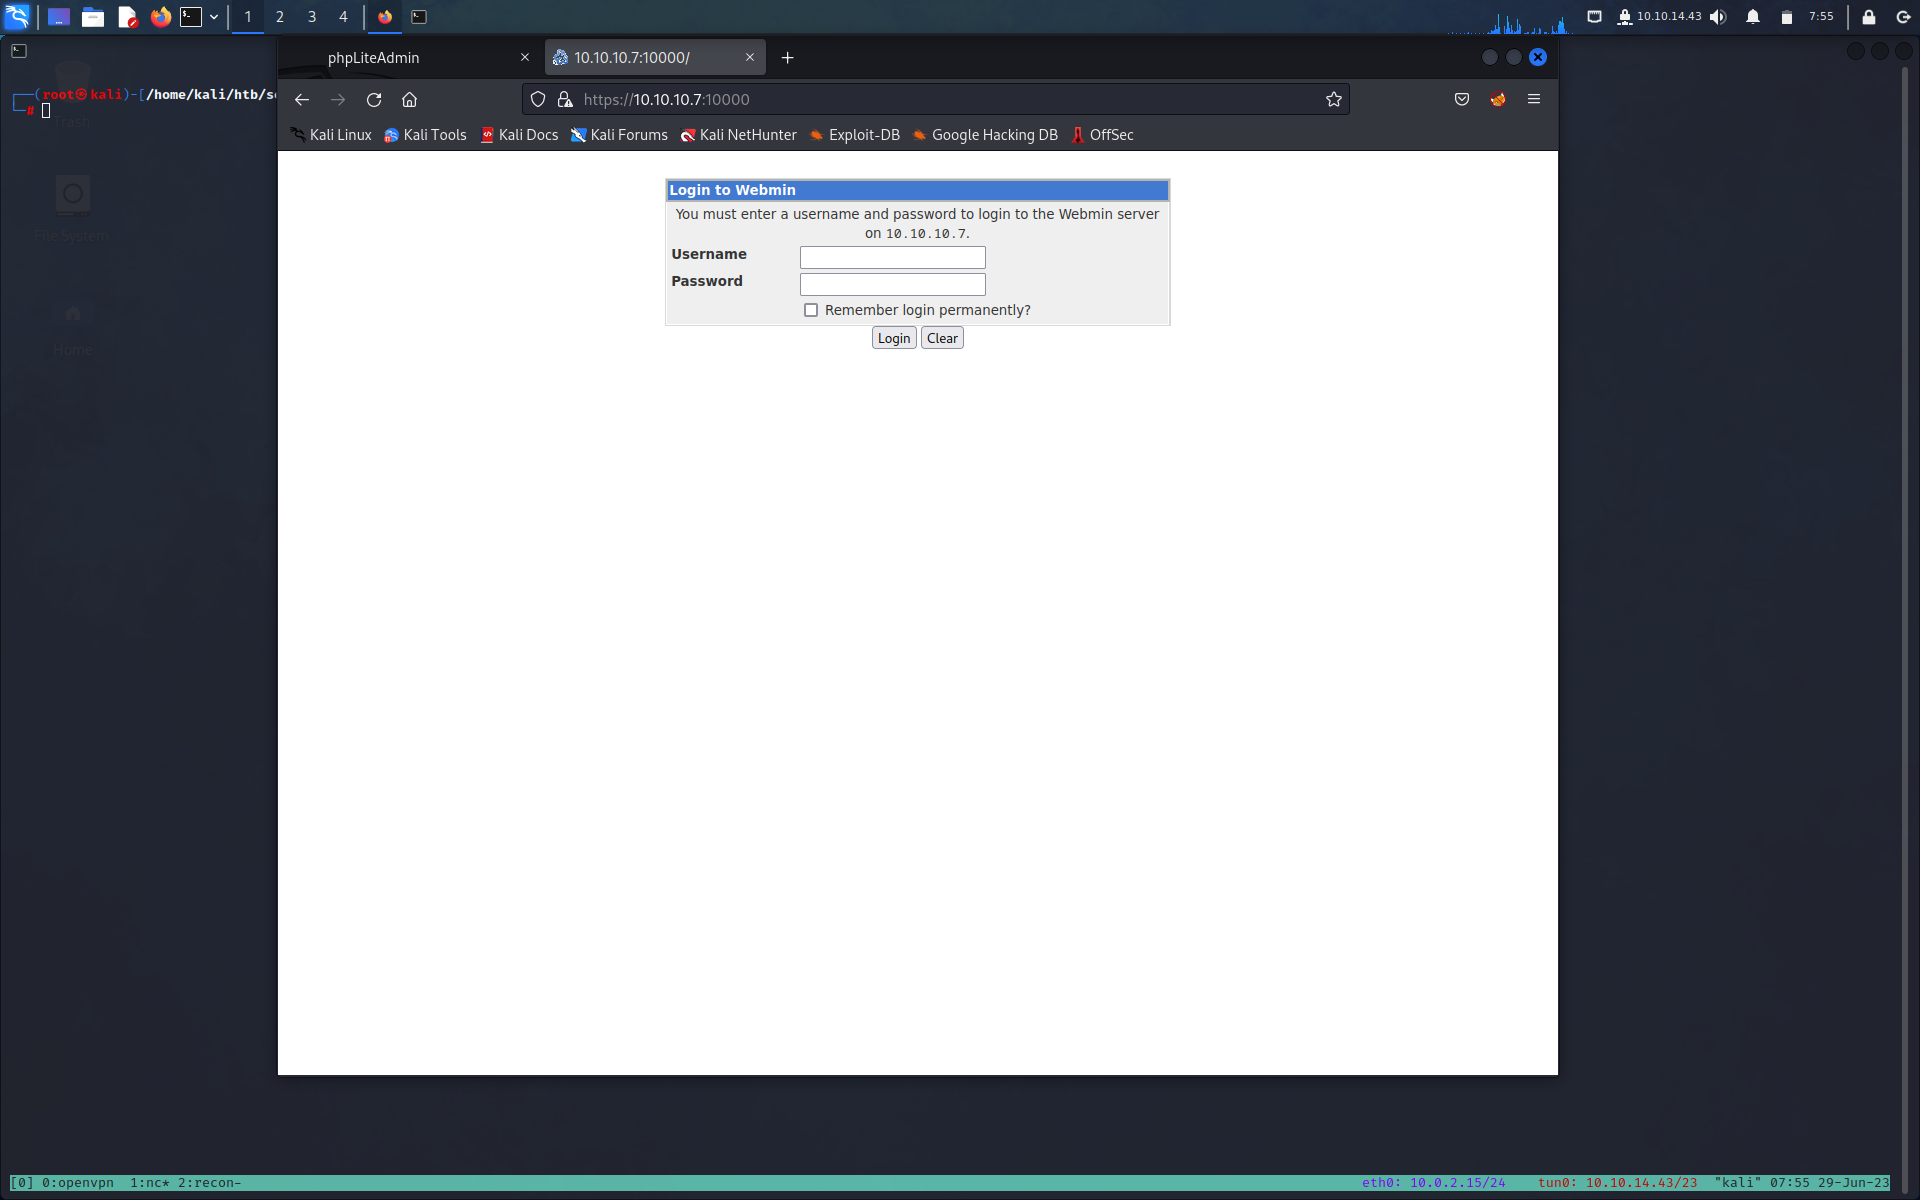 1 2 3 4
10.10.14.43 7:55
phpLiteAdmin
10.10.10.7:10000/
(root㉿kali)-[/home/kali/htb/s
#
https://10.10.10.7:10000
Trash
Kali Linux Kali Tools Kali Docs Kali Forums Kali NetHunter Exploit-DB Google Hacking DB OffSec
Login to Webmin
You must enter a username and password to login to the Webmin server
on 10.10.10.7.
Username
Password
Remember login permanently?
Login Clear
File System
Home
[0] 0:openvpn 1:nc* 2:recon- eth0: 10.0.2.15/24 tun0: 10.10.14.43/23 "kali" 07:55 29-Jun-23